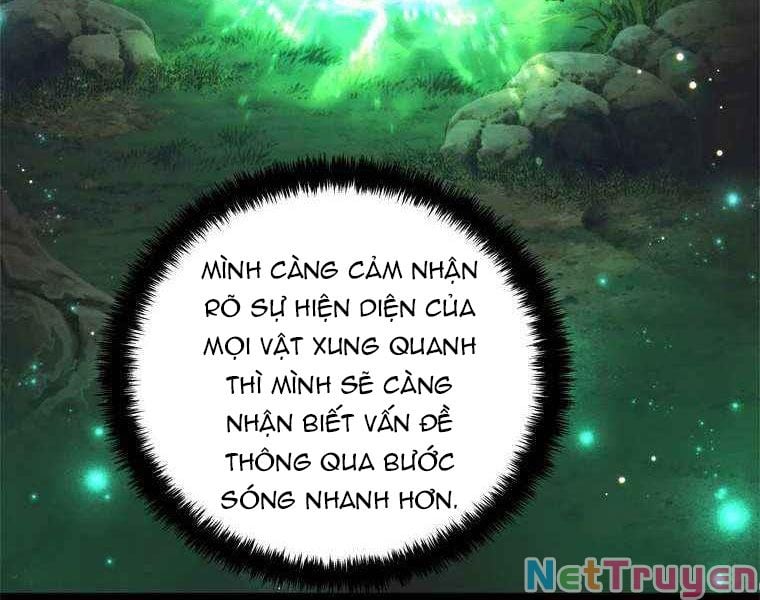 MÌNH CÀNG CẢM NHẬN
RÕ SỰ HIỆN DIỆN CỦA
MỌI VẬT XUNG QUANH
THÌ MÌNH SẼ CÀNG
NHẬN BIẾT VẤN ĐỀ
THÔNG QUA BƯỚC
SÓNG NHANH HƠN.
NetTruyen